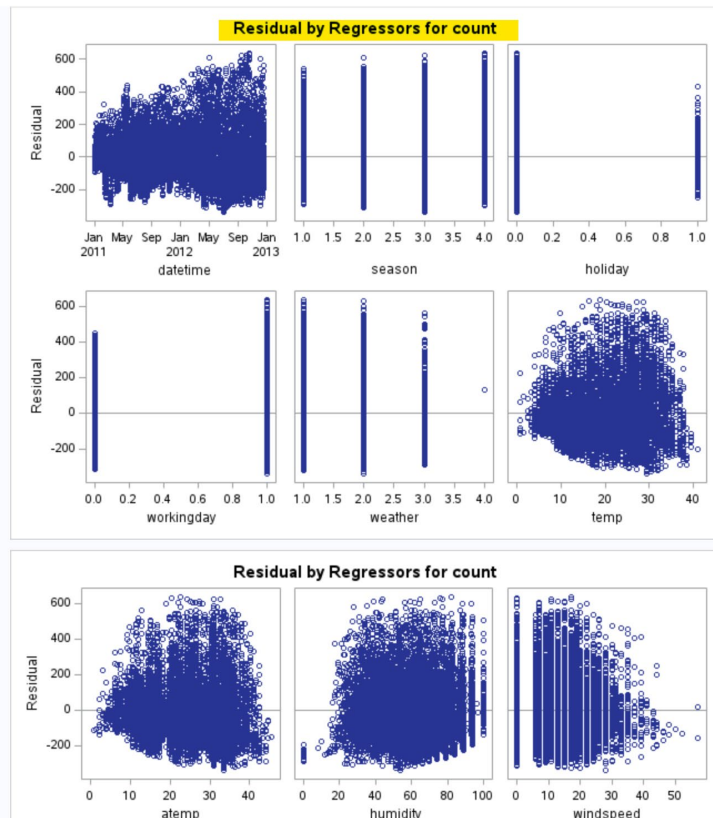 Residual by Regressors for count
600
400
200
0
-200
Residual
Jan 2011
May
Sep
Jan 2012
May
Sep
Jan 2013
datetime
1.0 1.5 2.0 2.5 3.0 3.5 4.0
season
0.0 0.2 0.4 0.6 0.8 1.0
holiday
600
400
200
0
-200
Residual
0.0 0.2 0.4 0.6 0.8 1.0
workingday
1.0 1.5 2.0 2.5 3.0 3.5 4.0
weather
0 10 20 30 40
temp
Residual by Regressors for count
600
400
200
0
-200
Residual
0 10 20 30 40
atemp
0 20 40 60 80 100
humidity
0 10 20 30 40 50
windspeed